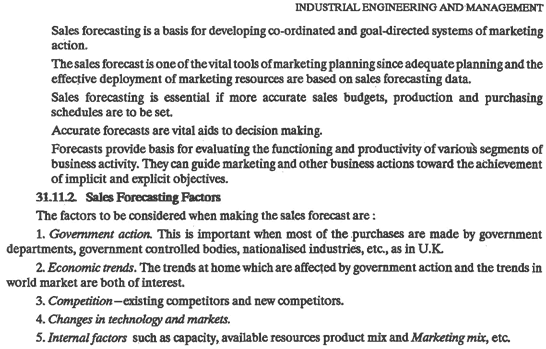 INDUSTRIAL ENGINEERING AND MANAGEMENT
Sales forecasting is a basis for developing co-ordinated and goal-directed systems of marketing
action.
The sales forecast is one of the vital tools of marketing planning since adequate planning and the
effective deployment of marketing resources are based on sales forecasting data.
Sales forecasting is essential if more accurate sales budgets, production and purchasing
schedules are to be set.
Accurate forecasts are vital aids to decision making.
Forecasts provide basis for evaluating the functioning and productivity of various segments of
business activity. They can guide marketing and other business actions toward the achievement
of implicit and explicit objectives.
31.11.2. Sales Forecasting Factors
The factors to be considered when making the sales forecast are :
1. Government action. This is important when most of the purchases are made by government
departments, government controlled bodies, nationalised industries, etc., as in U.K.
2. Economic trends. The trends at home which are affected by government action and the trends in
world market are both of interest.
3. Competition—existing competitors and new competitors.
4. Changes in technology and markets.
5. Internal factors such as capacity, available resources product mix and Marketing mix, etc.